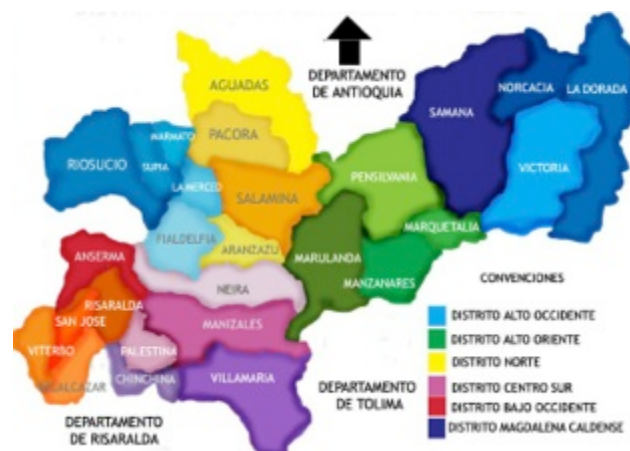 DEPARTAMENTO
DE ANTIOQUIA
AGUADAS
NORCACIA
LA DORADA
SAMANA
MARMATO
PACORA
RIOSUCIO
SUPIA
VICTORIA
PENSILVANIA
LA MERCED
SALAMINA
MARQUETALIA
FIALDELFIA
ARANZAZU
MARULANDA
ANSERMA
MANZANARES
NEIRA
CONVENCIONES
RISARALDA
SAN JOSE
MANIZALES
DISTRITO ALTO OCCIDENTE
DISTRITO ALTO ORIENTE
VITERBO
PALESTINA
DISTRITO NORTE
CHINCHINA
VILLAMARIA
DEPARTAMENTO
DE TOLIMA
DISTRITO CENTRO SUR
DISTRITO BAJO OCCIDENTE
DISTRITO MAGDALENA CALDENSE
DEPARTAMENTO
DE RISARALDA